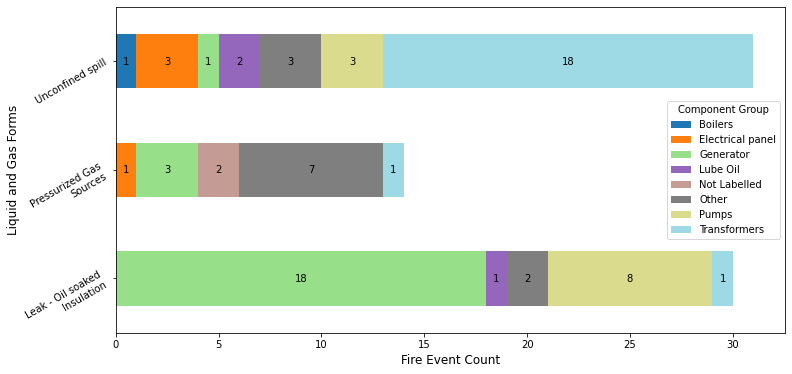 Liquid and Gas Forms
Unconfined spill
1 3 1 2 3 3 18
Pressurized Gas
Sources
1 3 2 7 1
Leak - Oil soaked
Insulation
18 1 2 8 1
Component Group
Boilers
Electrical panel
Generator
Lube Oil
Not Labelled
Other
Pumps
Transformers
0 5 10 15 20 25 30
Fire Event Count